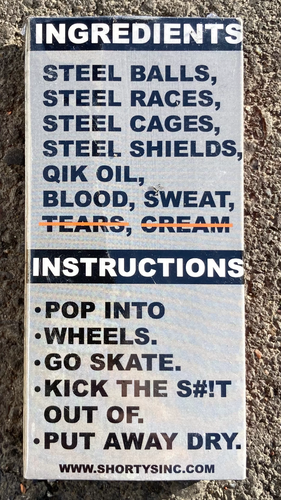 INGREDIENTS
STEEL BALLS,
STEEL RACES,
STEEL CAGES,
STEEL SHIELDS,
QIK OIL,
BLOOD, SWEAT,
TEARS, CREAM
INSTRUCTIONS
•POP INTO
•WHEELS.
•GO SKATE.
•KICK THE S#!T
OUT OF.
•PUT AWAY DRY.
WWW.SHORTYSINC.COM